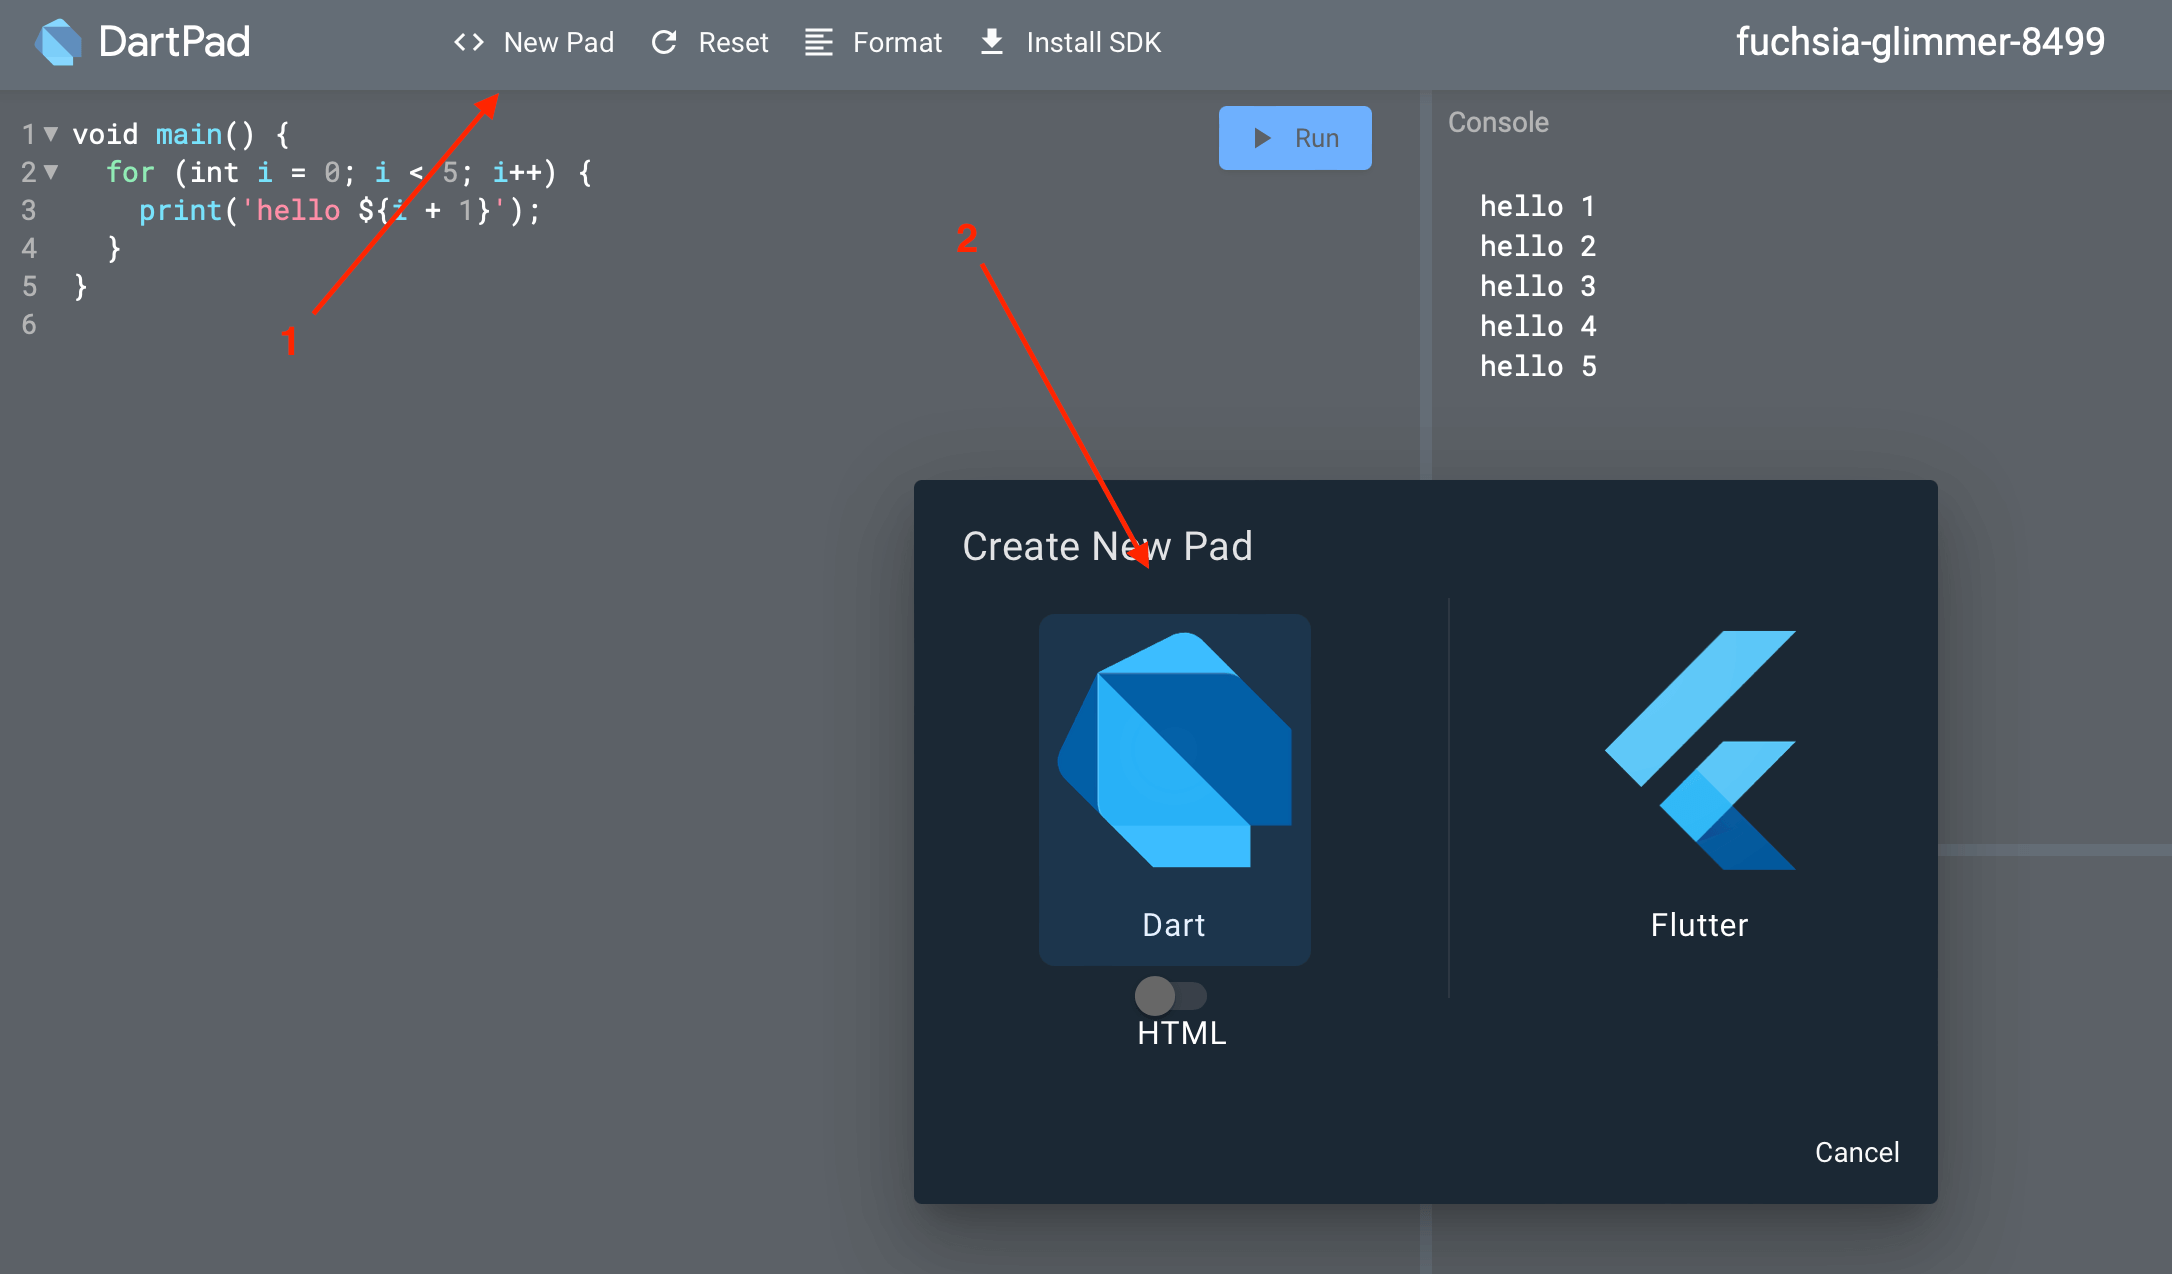 DartPad
<> New Pad
Reset
Format
Install SDK
fuchsia-glimmer-8499
1 void main() {
2 for (int i = 0; i < 5; i++) {
3 print('hello ${i + 1}');
4 }
5 }
6
Run
1
2
Console
hello 1
hello 2
hello 3
hello 4
hello 5
Create New Pad
Dart
Flutter
HTML
Cancel